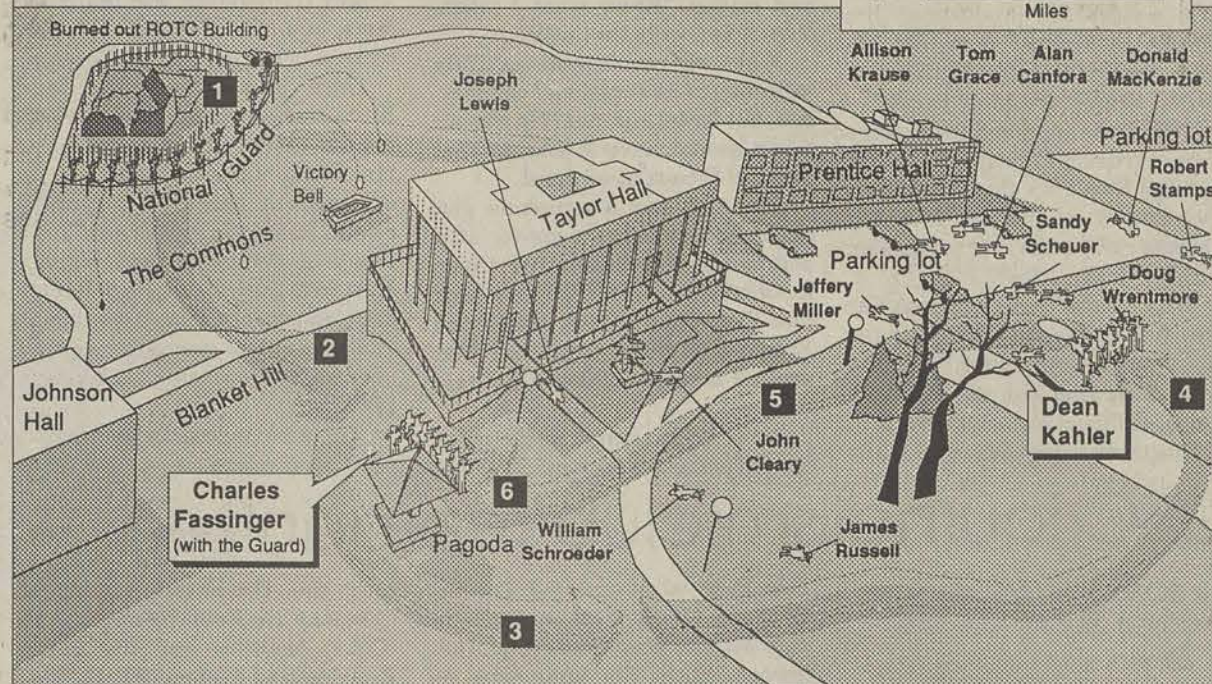 Miles
Burned out ROTC Building
1
National Guard
Victory
Bell
The Commons
Joseph
Lewis
Taylor Hall
Allison
Krause
Tom
Grace
Alan
Canfora
Donald
MacKenzie
Prentice Hall
Parking lot
Robert
Stamps
Parking lot
Sandy
Scheuer
Jeffery
Miller
Doug
Wrentmore
Johnson
Hall
Blanket Hill
2
5
4
Dean
Kahler
John
Cleary
Charles
Fassinger
(with the Guard)
6
Pagoda
William
Schroeder
James
Russell
3